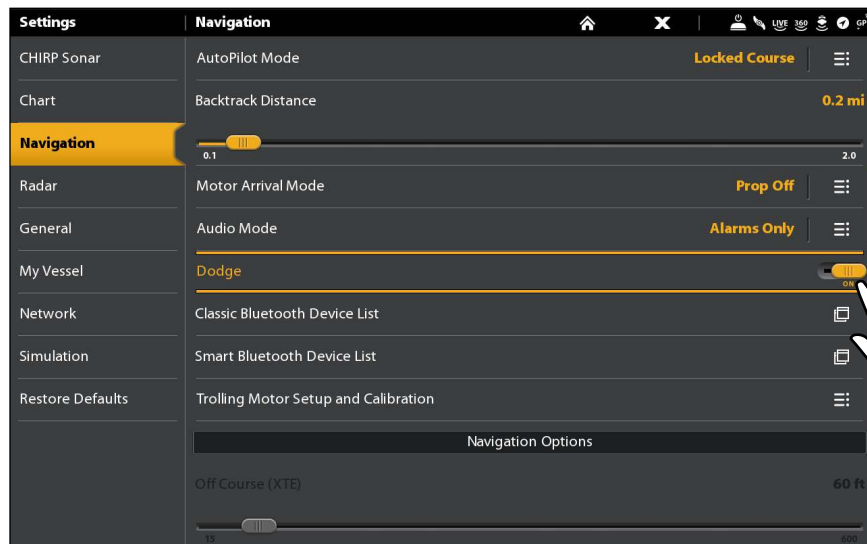 Settings
Navigation
LIVE 360
CHIRP Sonar
AutoPilot Mode Locked Course
Chart
Backtrack Distance 0.2 mi
Navigation
0.1 2.0
Radar
Motor Arrival Mode Prop Off
General
Audio Mode Alarms Only
My Vessel
Dodge
ON
Network
Classic Bluetooth Device List
Simulation
Smart Bluetooth Device List
Restore Defaults
Trolling Motor Setup and Calibration
Navigation Options
Off Course (XTE) 60 ft
15 600